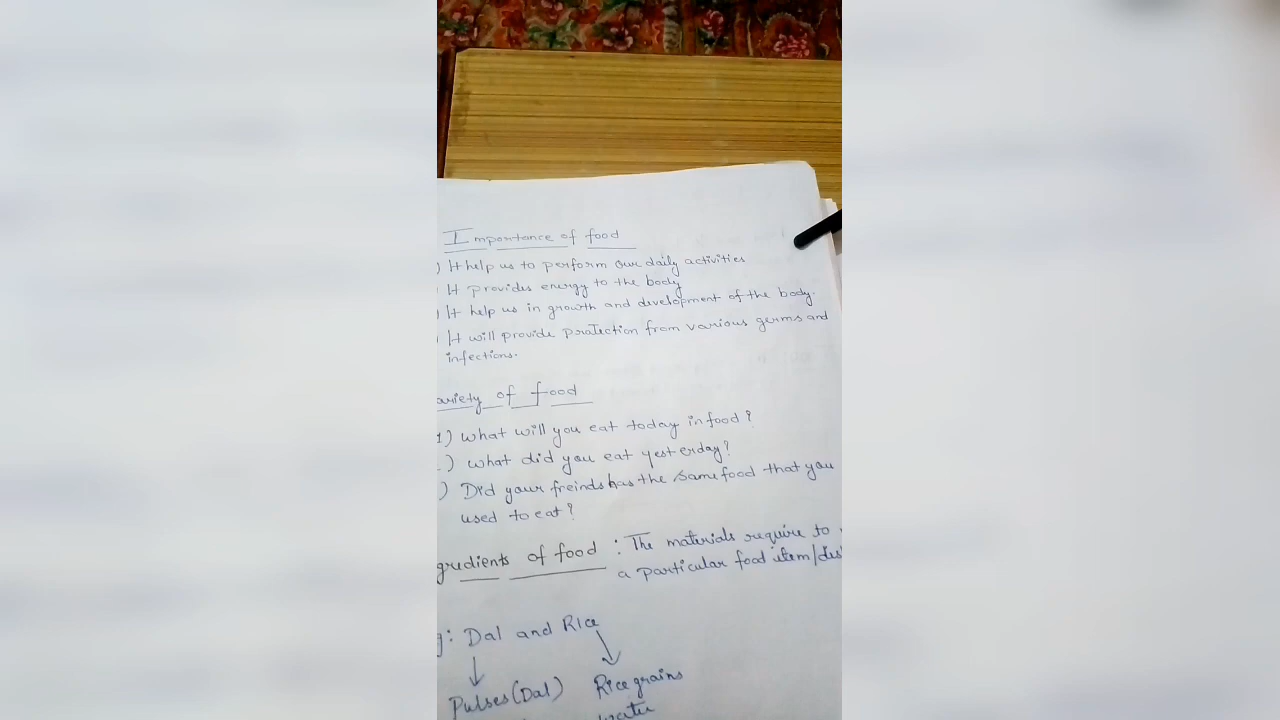 Importance of food
) It help us to perform our daily activities
It provides energy to the body
) It help us in growth and development of the body.
It will provide protection from various germs and
infections.
ariety of food
1) what will you eat today in food?
.) what did you eat yesterday?
) Did your freinds has the same food that you
used to eat?
gredients of food : The materials require to
a particular food item/dis
g: Dal and Rice
Pulses (Dal) Rice grains
water